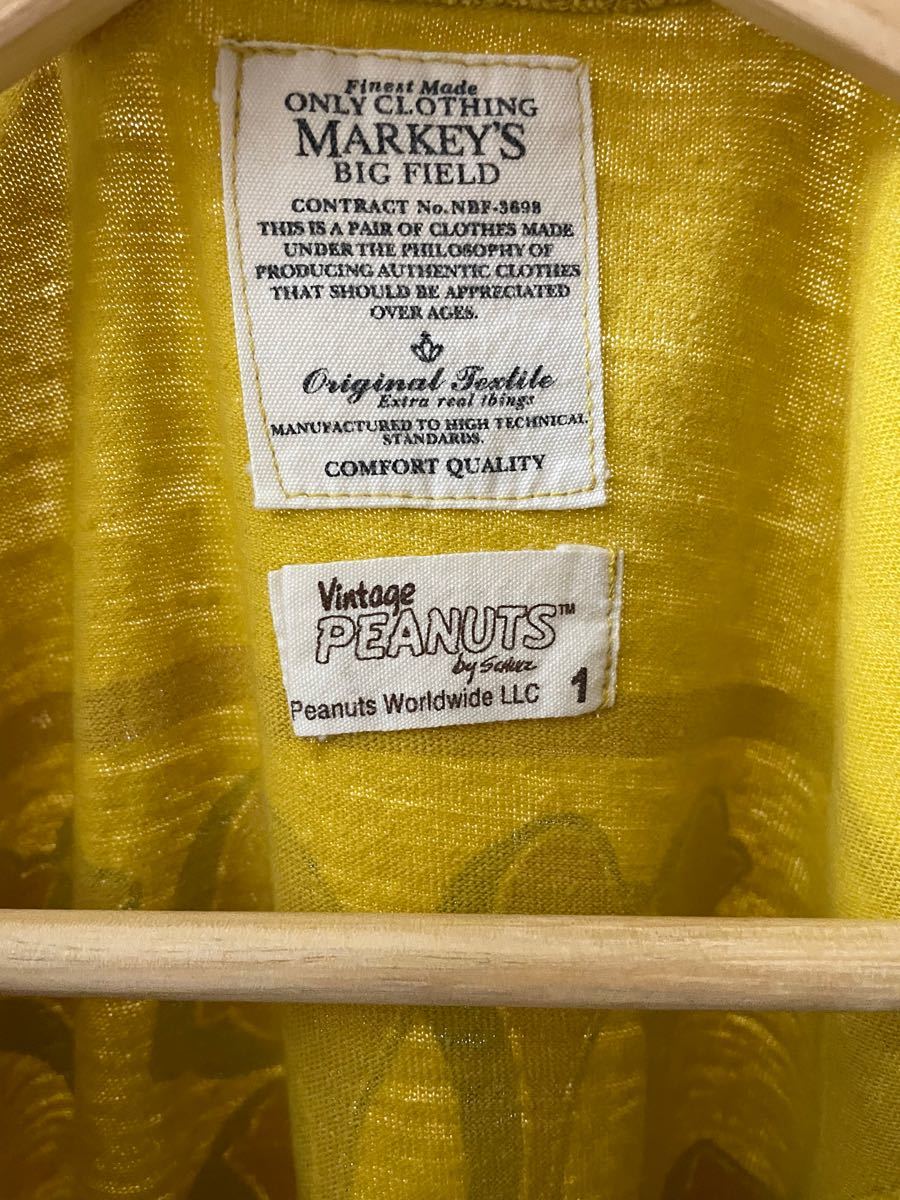 Finest Made
ONLY CLOTHING
MARKEY'S
BIG FIELD
CONTRACT No.NBF-3698
THIS IS A PAIR OF CLOTHES MADE
UNDER THE PHILOSOPHY OF
PRODUCING AUTHENTIC CLOTHES
THAT SHOULD BE APPRECIATED
OVER AGES.
Original Textile
Extra real things
MANUFACTURED TO HIGH TECHNICAL
STANDARDS.
COMFORT QUALITY
Vintage
PEANUTS™
by SCHULZ
Peanuts Worldwide LLC 1